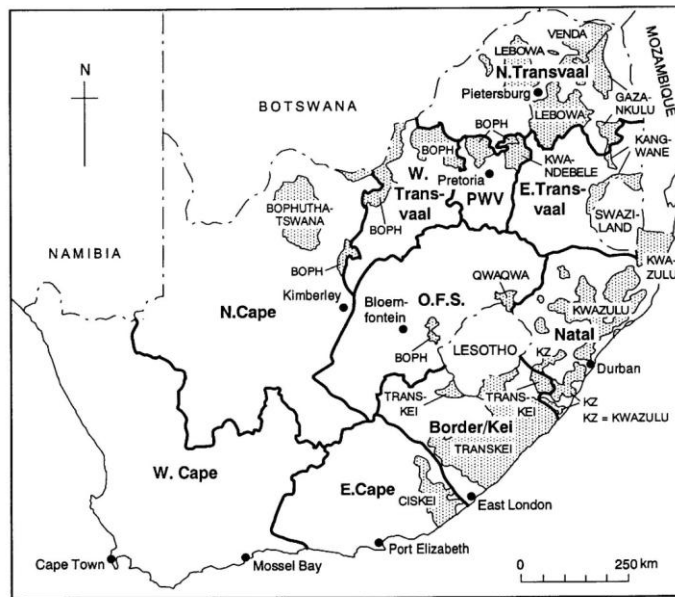 VENDA
LEBOWA
N.Transvaal
Pietersburg
MOZAMBIQUE
N
BOTSWANA
GAZA-
NKULU
LEBOWA
BOPH
KANG-
WANE
BOPH
KWA-
NDEBELE
W.
Trans-
vaal
Pretoria
PWV
E.Trans-
vaal
BOPHUTHA-
TSWANA
BOPH
SWAZI-
LAND
NAMIBIA
BOPH
KWA-
ZULU
QWAQWA
Kimberley
N.Cape
O.F.S.
Bloem-
fontein
KWAZULU
Natal
BOPH
LESOTHO
KZ
Durban
TRANS-
KEI
TRANS-
KEI
KZ
KZ = KWAZULU
Border/Kei
TRANSKEI
W. Cape
E.Cape
CISKEI
East London
Port Elizabeth
Cape Town
Mossel Bay
0 250 km